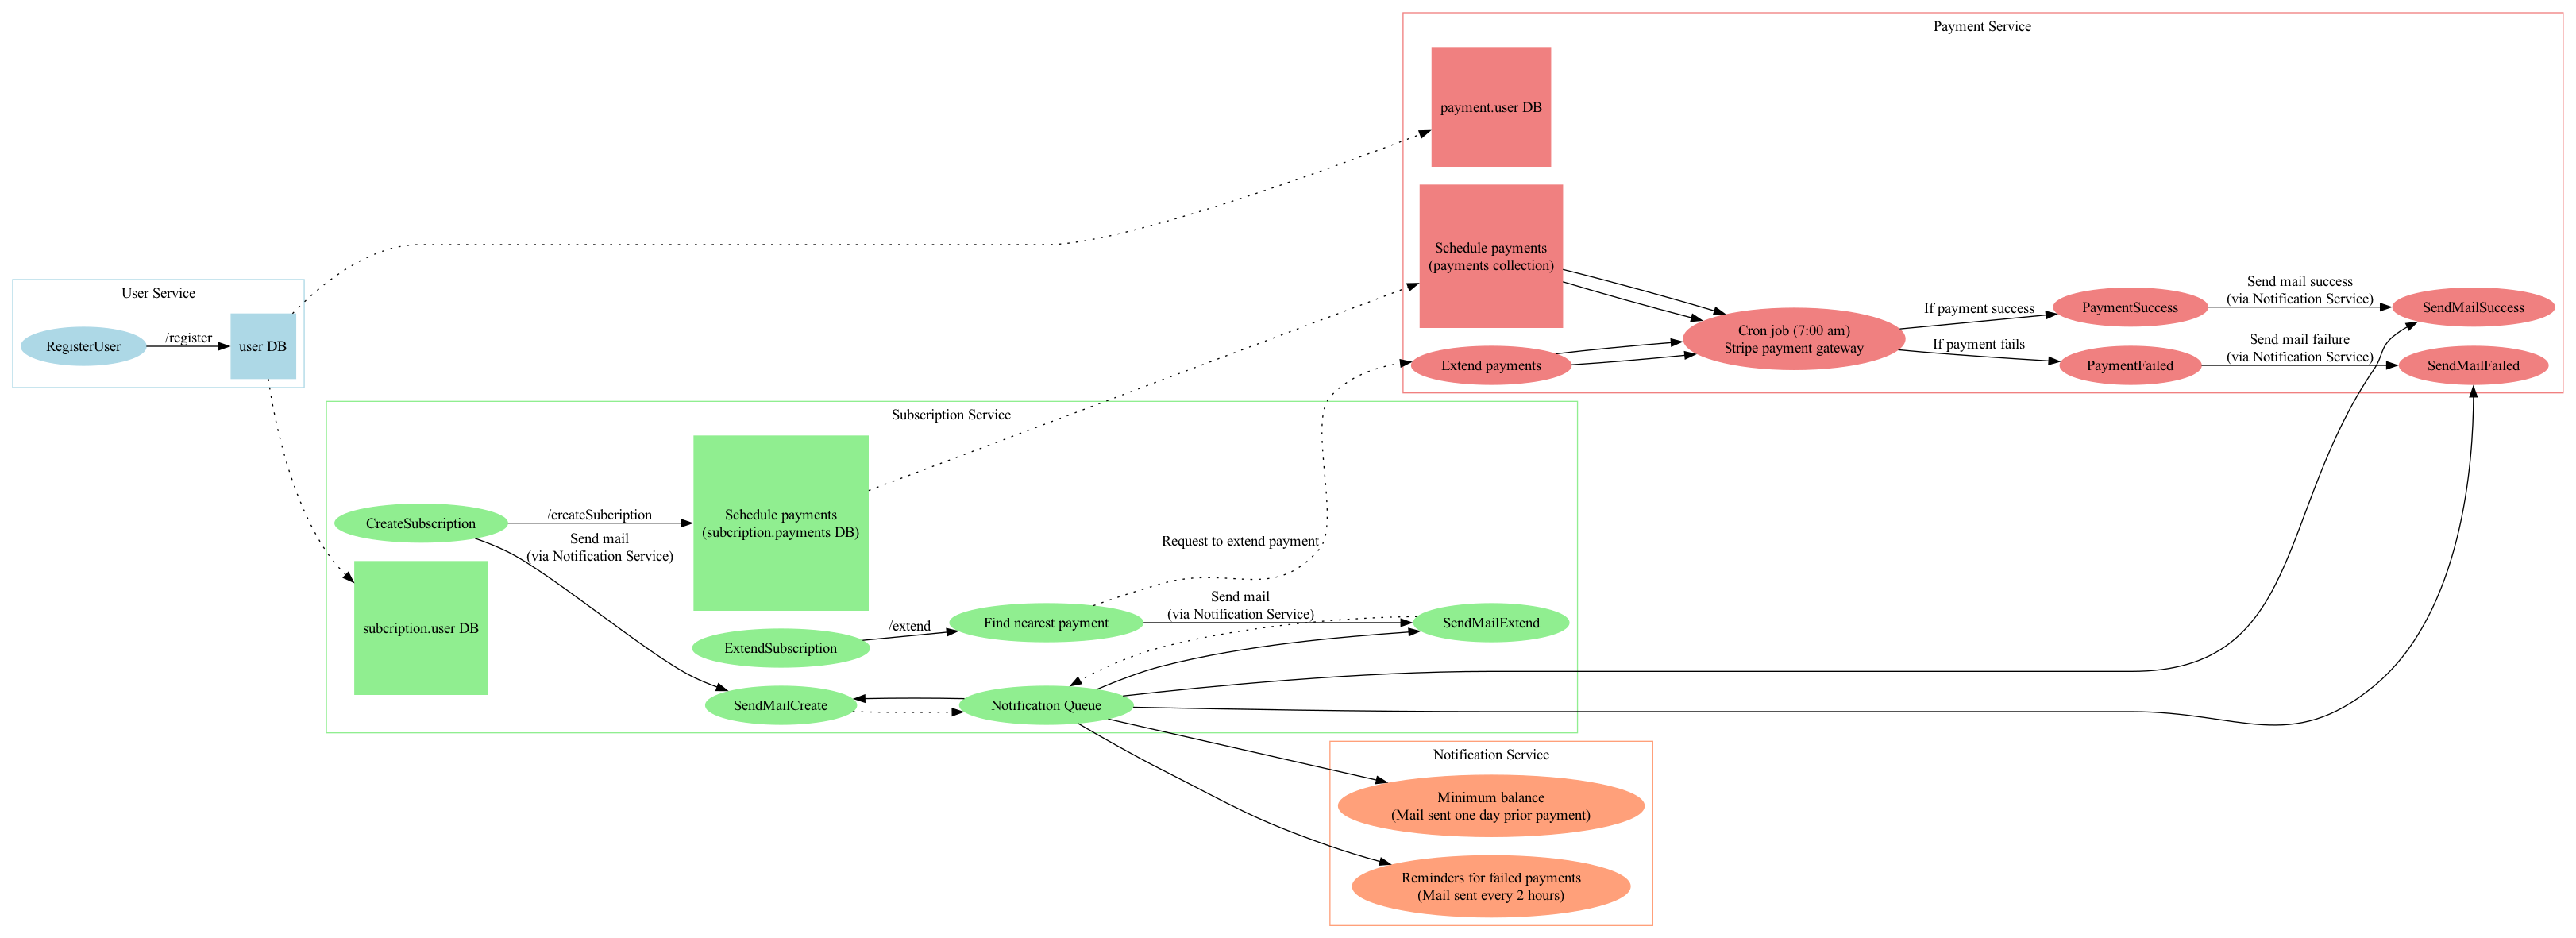 Payment Service
payment.user DB
Schedule payments
(payments collection)
Extend payments
Cron job (7:00 am)
Stripe payment gateway
If payment success
If payment fails
PaymentSuccess
PaymentFailed
Send mail success
(via Notification Service)
Send mail failure
(via Notification Service)
SendMailSuccess
SendMailFailed
User Service
RegisterUser
/register
user DB
Subscription Service
CreateSubscription
/createSubcription
Send mail
(via Notification Service)
Schedule payments
(subcription.payments DB)
subcription.user DB
ExtendSubscription
/extend
Find nearest payment
Request to extend payment
Send mail
(via Notification Service)
SendMailExtend
SendMailCreate
Notification Queue
Notification Service
Minimum balance
(Mail sent one day prior payment)
Reminders for failed payments
(Mail sent every 2 hours)